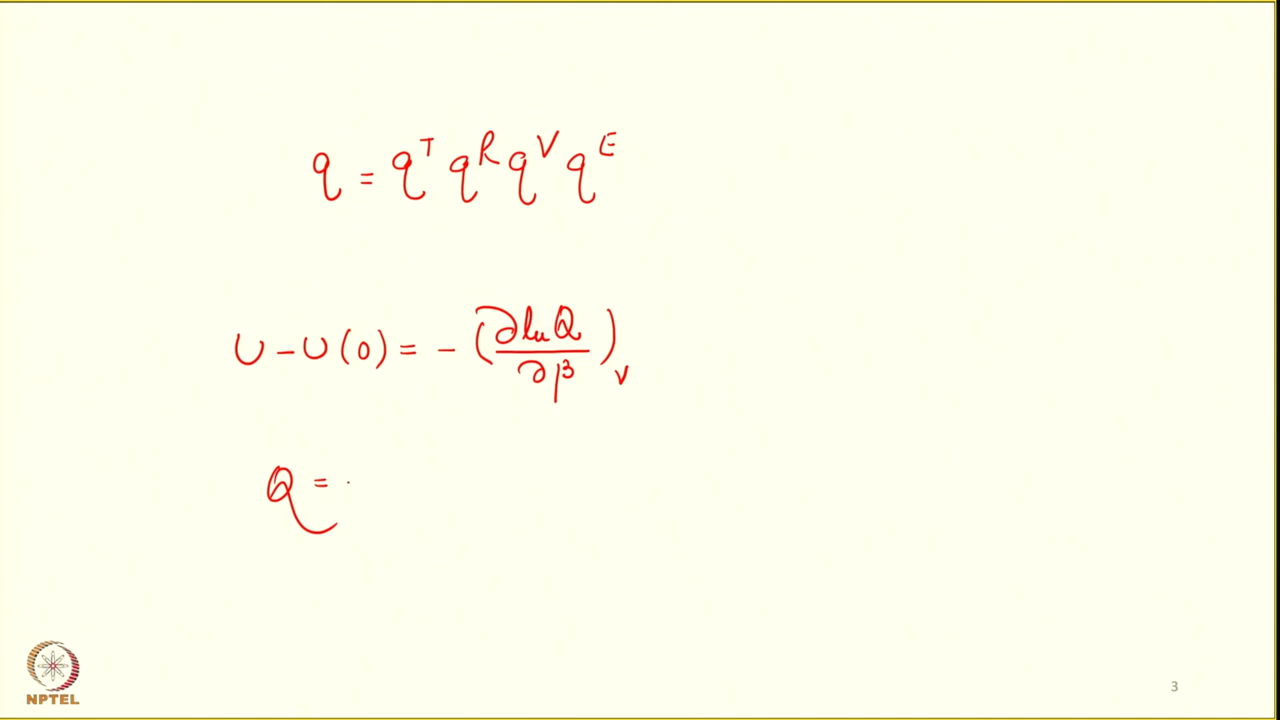 q = q^T q^R q^V q^E
U - U(0) = - (∂lnQ/∂β)_V
Q =
NPTEL
3